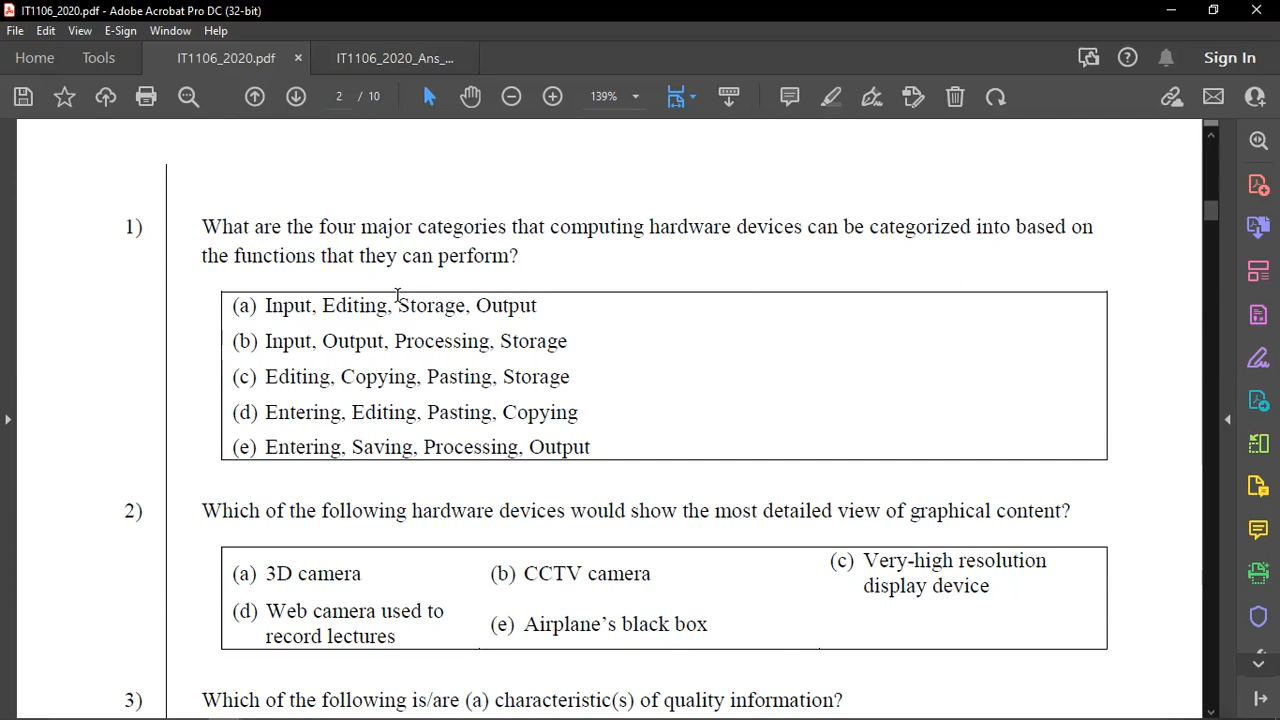 IT1106_2020.pdf - Adobe Acrobat Pro DC (32-bit)
File Edit View E-Sign Window Help
Home Tools IT1106_2020.pdf × IT1106_2020_Ans_... Sign In
2 / 10 139%
1) What are the four major categories that computing hardware devices can be categorized into based on
the functions that they can perform?
(a) Input, Editing, Storage, Output
(b) Input, Output, Processing, Storage
(c) Editing, Copying, Pasting, Storage
(d) Entering, Editing, Pasting, Copying
(e) Entering, Saving, Processing, Output
2) Which of the following hardware devices would show the most detailed view of graphical content?
(a) 3D camera (b) CCTV camera (c) Very-high resolution
display device
(d) Web camera used to
record lectures (e) Airplane’s black box
3) Which of the following is/are (a) characteristic(s) of quality information?